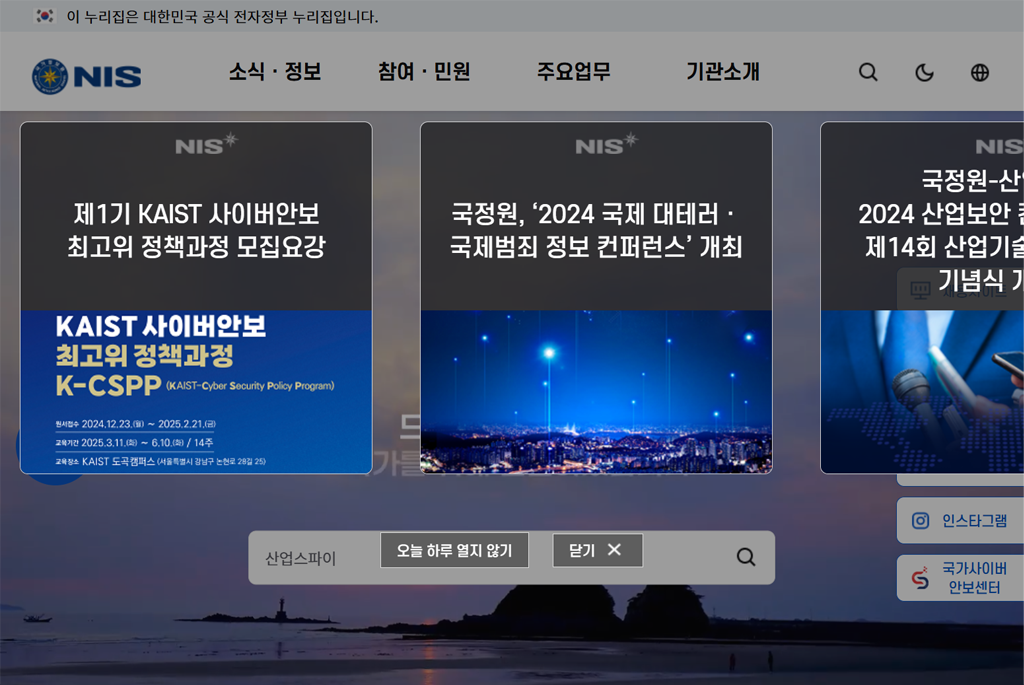 이 누리집은 대한민국 공식 전자정부 누리집입니다.
NIS
소식 · 정보
참여 · 민원
주요업무
기관소개
NIS
제1기 KAIST 사이버안보
최고위 정책과정 모집요강
KAIST 사이버안보
최고위 정책과정
K-CSPP (KAIST-Cyber Security Policy Program)
원서접수 2024.12.23.(월) ~ 2025.2.21.(금)
교육기간 2025.3.11.(화) ~ 6.10.(화) / 14주
교육장소 KAIST 도곡캠퍼스 (서울특별시 강남구 논현로 28길 25)
NIS
국정원, ‘2024 국제 대테러 ·
국제범죄 정보 컨퍼런스’ 개최
NIS
국정원-산
2024 산업보안
제14회 산업기술
기념식
산업스파이
오늘 하루 열지 않기
닫기
인스타그램
국가사이버
안보센터